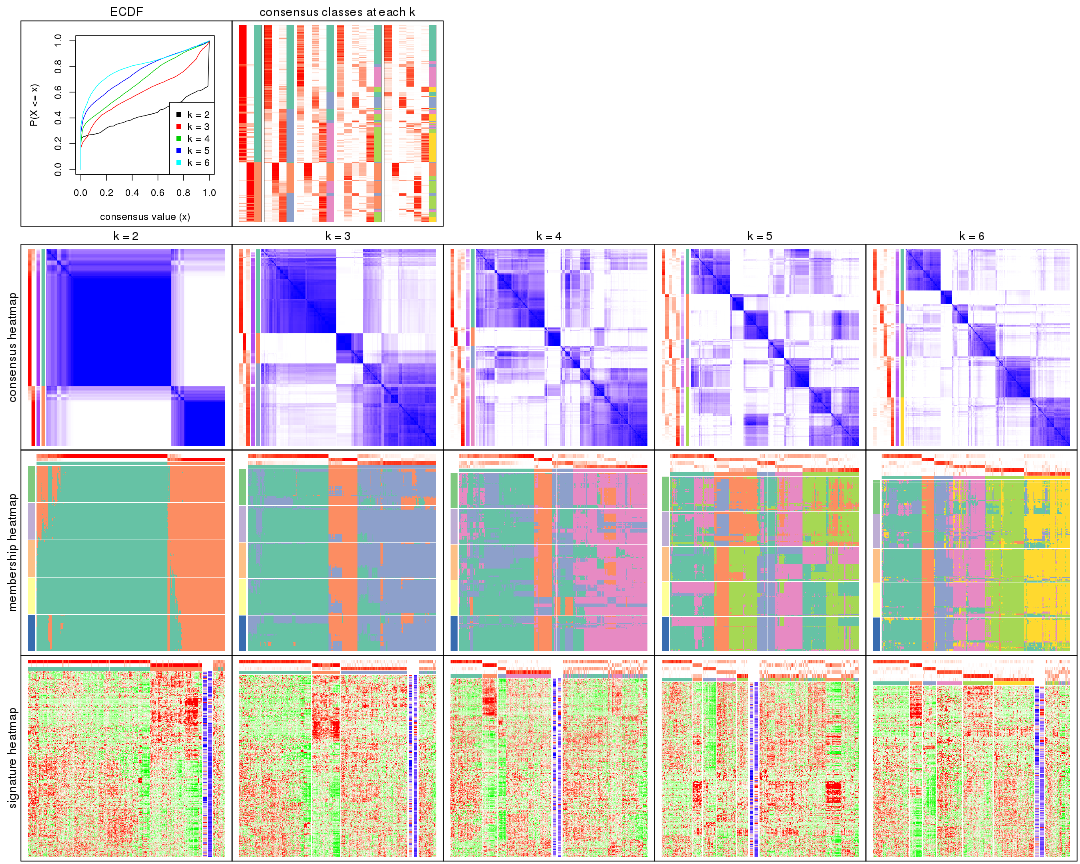 ECDF
consensus classes at each k
P(X <= x)
0.0 0.2 0.4 0.6 0.8 1.0
k = 2
k = 3
k = 4
k = 5
k = 6
0.0 0.2 0.4 0.6 0.8 1.0
consensus value (x)
k = 2
k = 3
k = 4
k = 5
k = 6
consensus heatmap
membership heatmap
signature heatmap